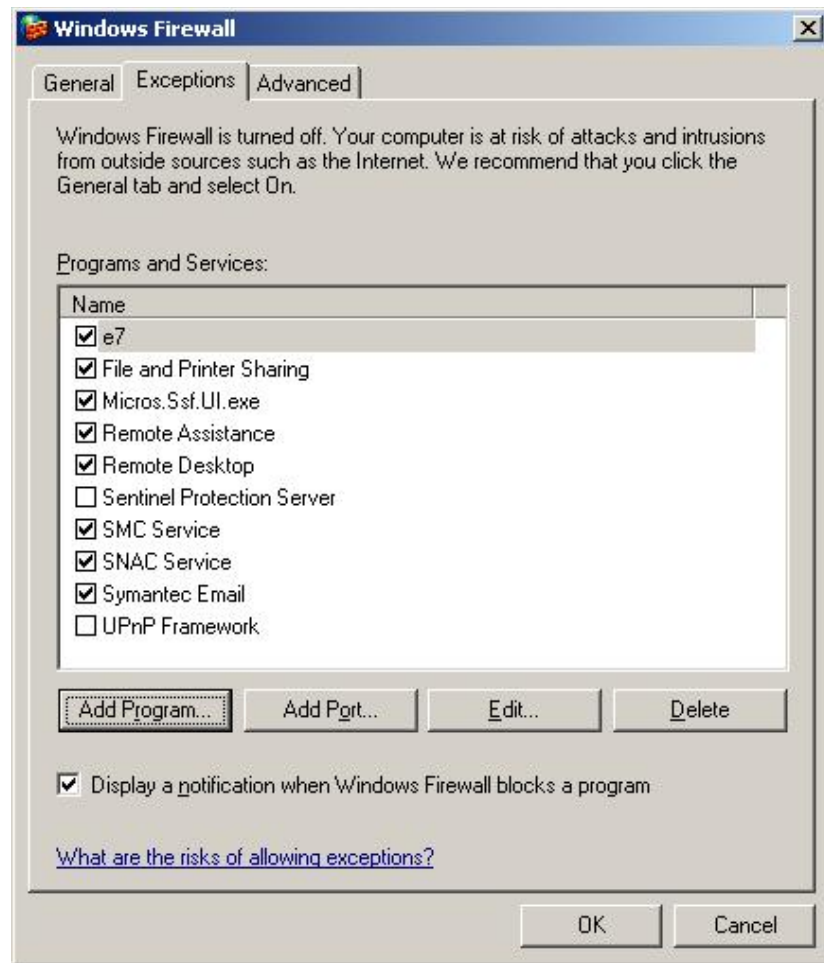 Windows Firewall
General Exceptions Advanced
Windows Firewall is turned off. Your computer is at risk of attacks and intrusions
from outside sources such as the Internet. We recommend that you click the
General tab and select On.
Programs and Services:
Name
e7
File and Printer Sharing
Micros.Ssf.UI.exe
Remote Assistance
Remote Desktop
Sentinel Protection Server
SMC Service
SNAC Service
Symantec Email
UPnP Framework
Add Program... Add Port... Edit... Delete
Display a notification when Windows Firewall blocks a program
What are the risks of allowing exceptions?
OK Cancel